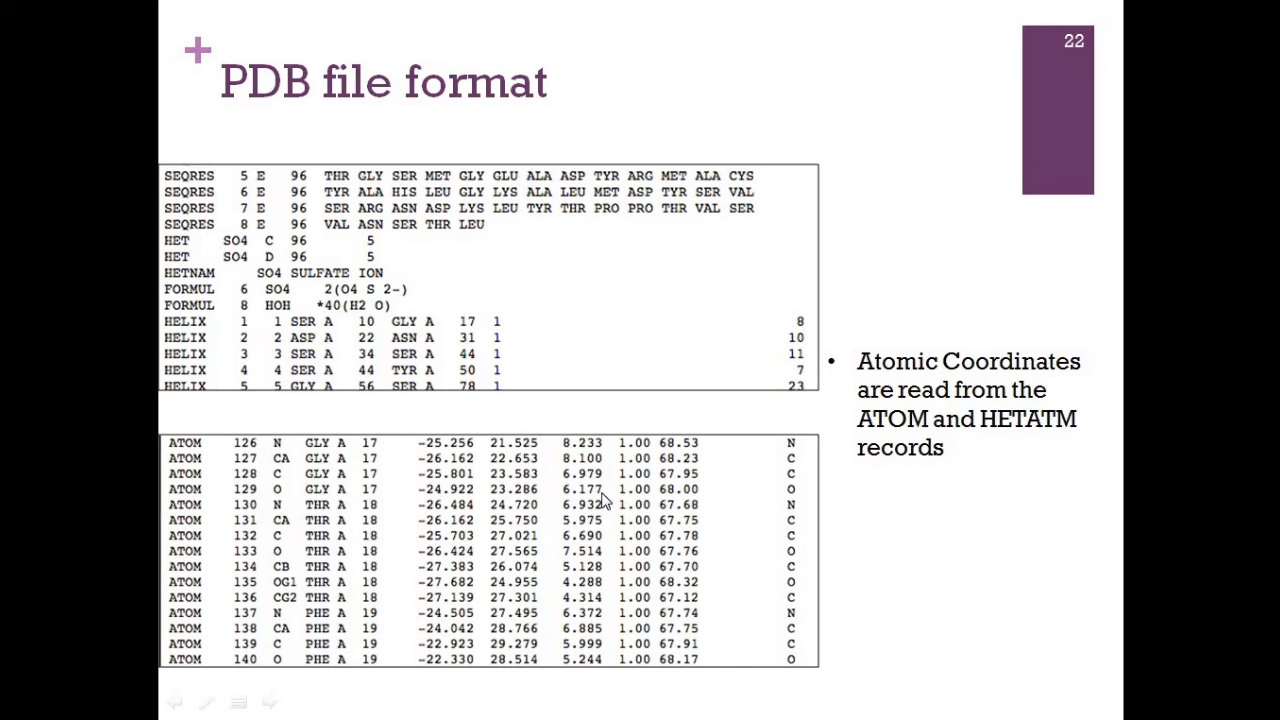 +
22
PDB file format
SEQRES 5 E 96 THR GLY SER MET GLY GLU ALA ASP TYR ARG MET ALA CYS
SEQRES 6 E 96 TYR ALA HIS LEU GLY LYS ALA LEU MET ASP TYR SER VAL
SEQRES 7 E 96 SER ARG ASN ASP LYS LEU TYR THR PRO PRO THR VAL SER
SEQRES 8 E 96 VAL ASN SER THR LEU
HET SO4 C 96 5
HET SO4 D 96 5
HETNAM SO4 SULFATE ION
FORMUL 6 SO4 2(O4 S 2-)
FORMUL 8 HOH *40(H2 O)
HELIX 1 1 SER A 10 GLY A 17 1 8
HELIX 2 2 ASP A 22 ASN A 31 1 10
HELIX 3 3 SER A 34 SER A 44 1 11
HELIX 4 4 SER A 44 TYR A 50 1 7
HELIX 5 5 GLY A 56 SER A 78 1 23
• Atomic Coordinates
are read from the
ATOM and HETATM
records
ATOM 126 N GLY A 17 -25.256 21.525 8.233 1.00 68.53 N
ATOM 127 CA GLY A 17 -26.162 22.653 8.100 1.00 68.23 C
ATOM 128 C GLY A 17 -25.801 23.583 6.979 1.00 67.95 C
ATOM 129 O GLY A 17 -24.922 23.286 6.177 1.00 68.00 O
ATOM 130 N THR A 18 -26.484 24.720 6.932 1.00 67.68 N
ATOM 131 CA THR A 18 -26.162 25.750 5.975 1.00 67.75 C
ATOM 132 C THR A 18 -25.703 27.021 6.690 1.00 67.78 C
ATOM 133 O THR A 18 -26.424 27.565 7.514 1.00 67.76 O
ATOM 134 CB THR A 18 -27.383 26.074 5.128 1.00 67.70 C
ATOM 135 OG1 THR A 18 -27.682 24.955 4.288 1.00 68.32 O
ATOM 136 CG2 THR A 18 -27.139 27.301 4.314 1.00 67.12 C
ATOM 137 N PHE A 19 -24.505 27.495 6.372 1.00 67.74 N
ATOM 138 CA PHE A 19 -24.042 28.766 6.885 1.00 67.75 C
ATOM 139 C PHE A 19 -22.923 29.279 5.999 1.00 67.91 C
ATOM 140 O PHE A 19 -22.330 28.514 5.244 1.00 68.17 O